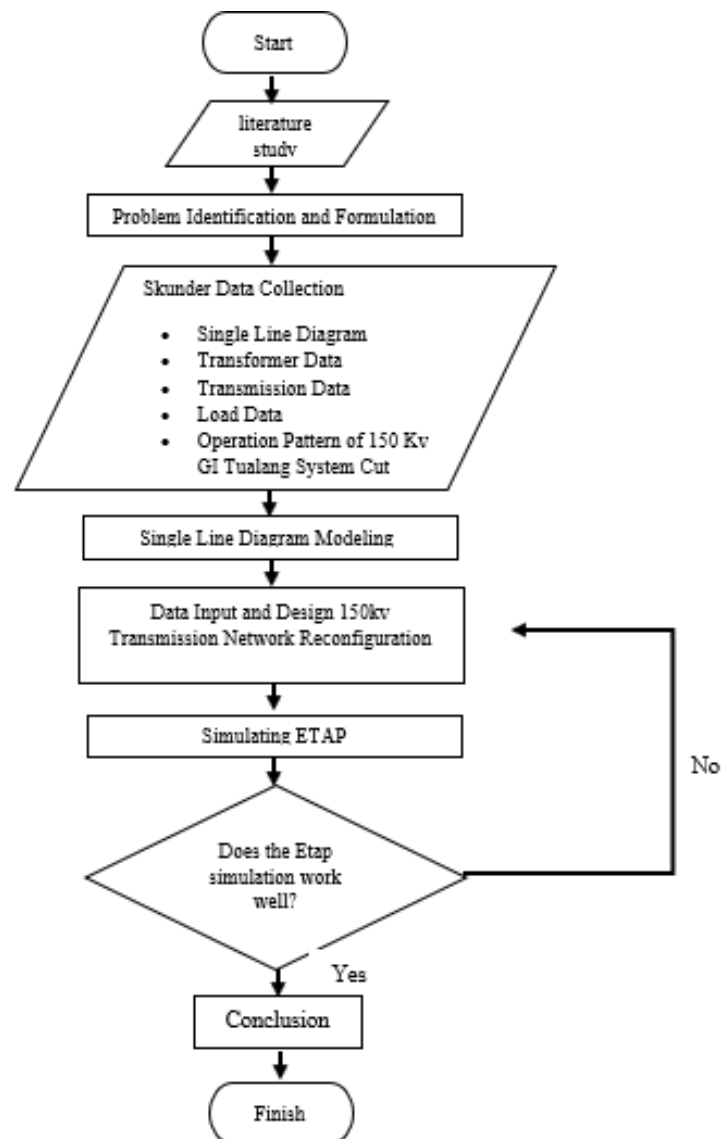 Start
literature
study
Problem Identification and Formulation
Skunder Data Collection
• Single Line Diagram
• Transformer Data
• Transmission Data
• Load Data
• Operation Pattern of 150 Kv
GI Tualang System Cut
Single Line Diagram Modeling
Data Input and Design 150kv
Transmission Network Reconfiguration
Simulating ETAP
No
Does the Etap
simulation work
well?
Yes
Conclusion
Finish